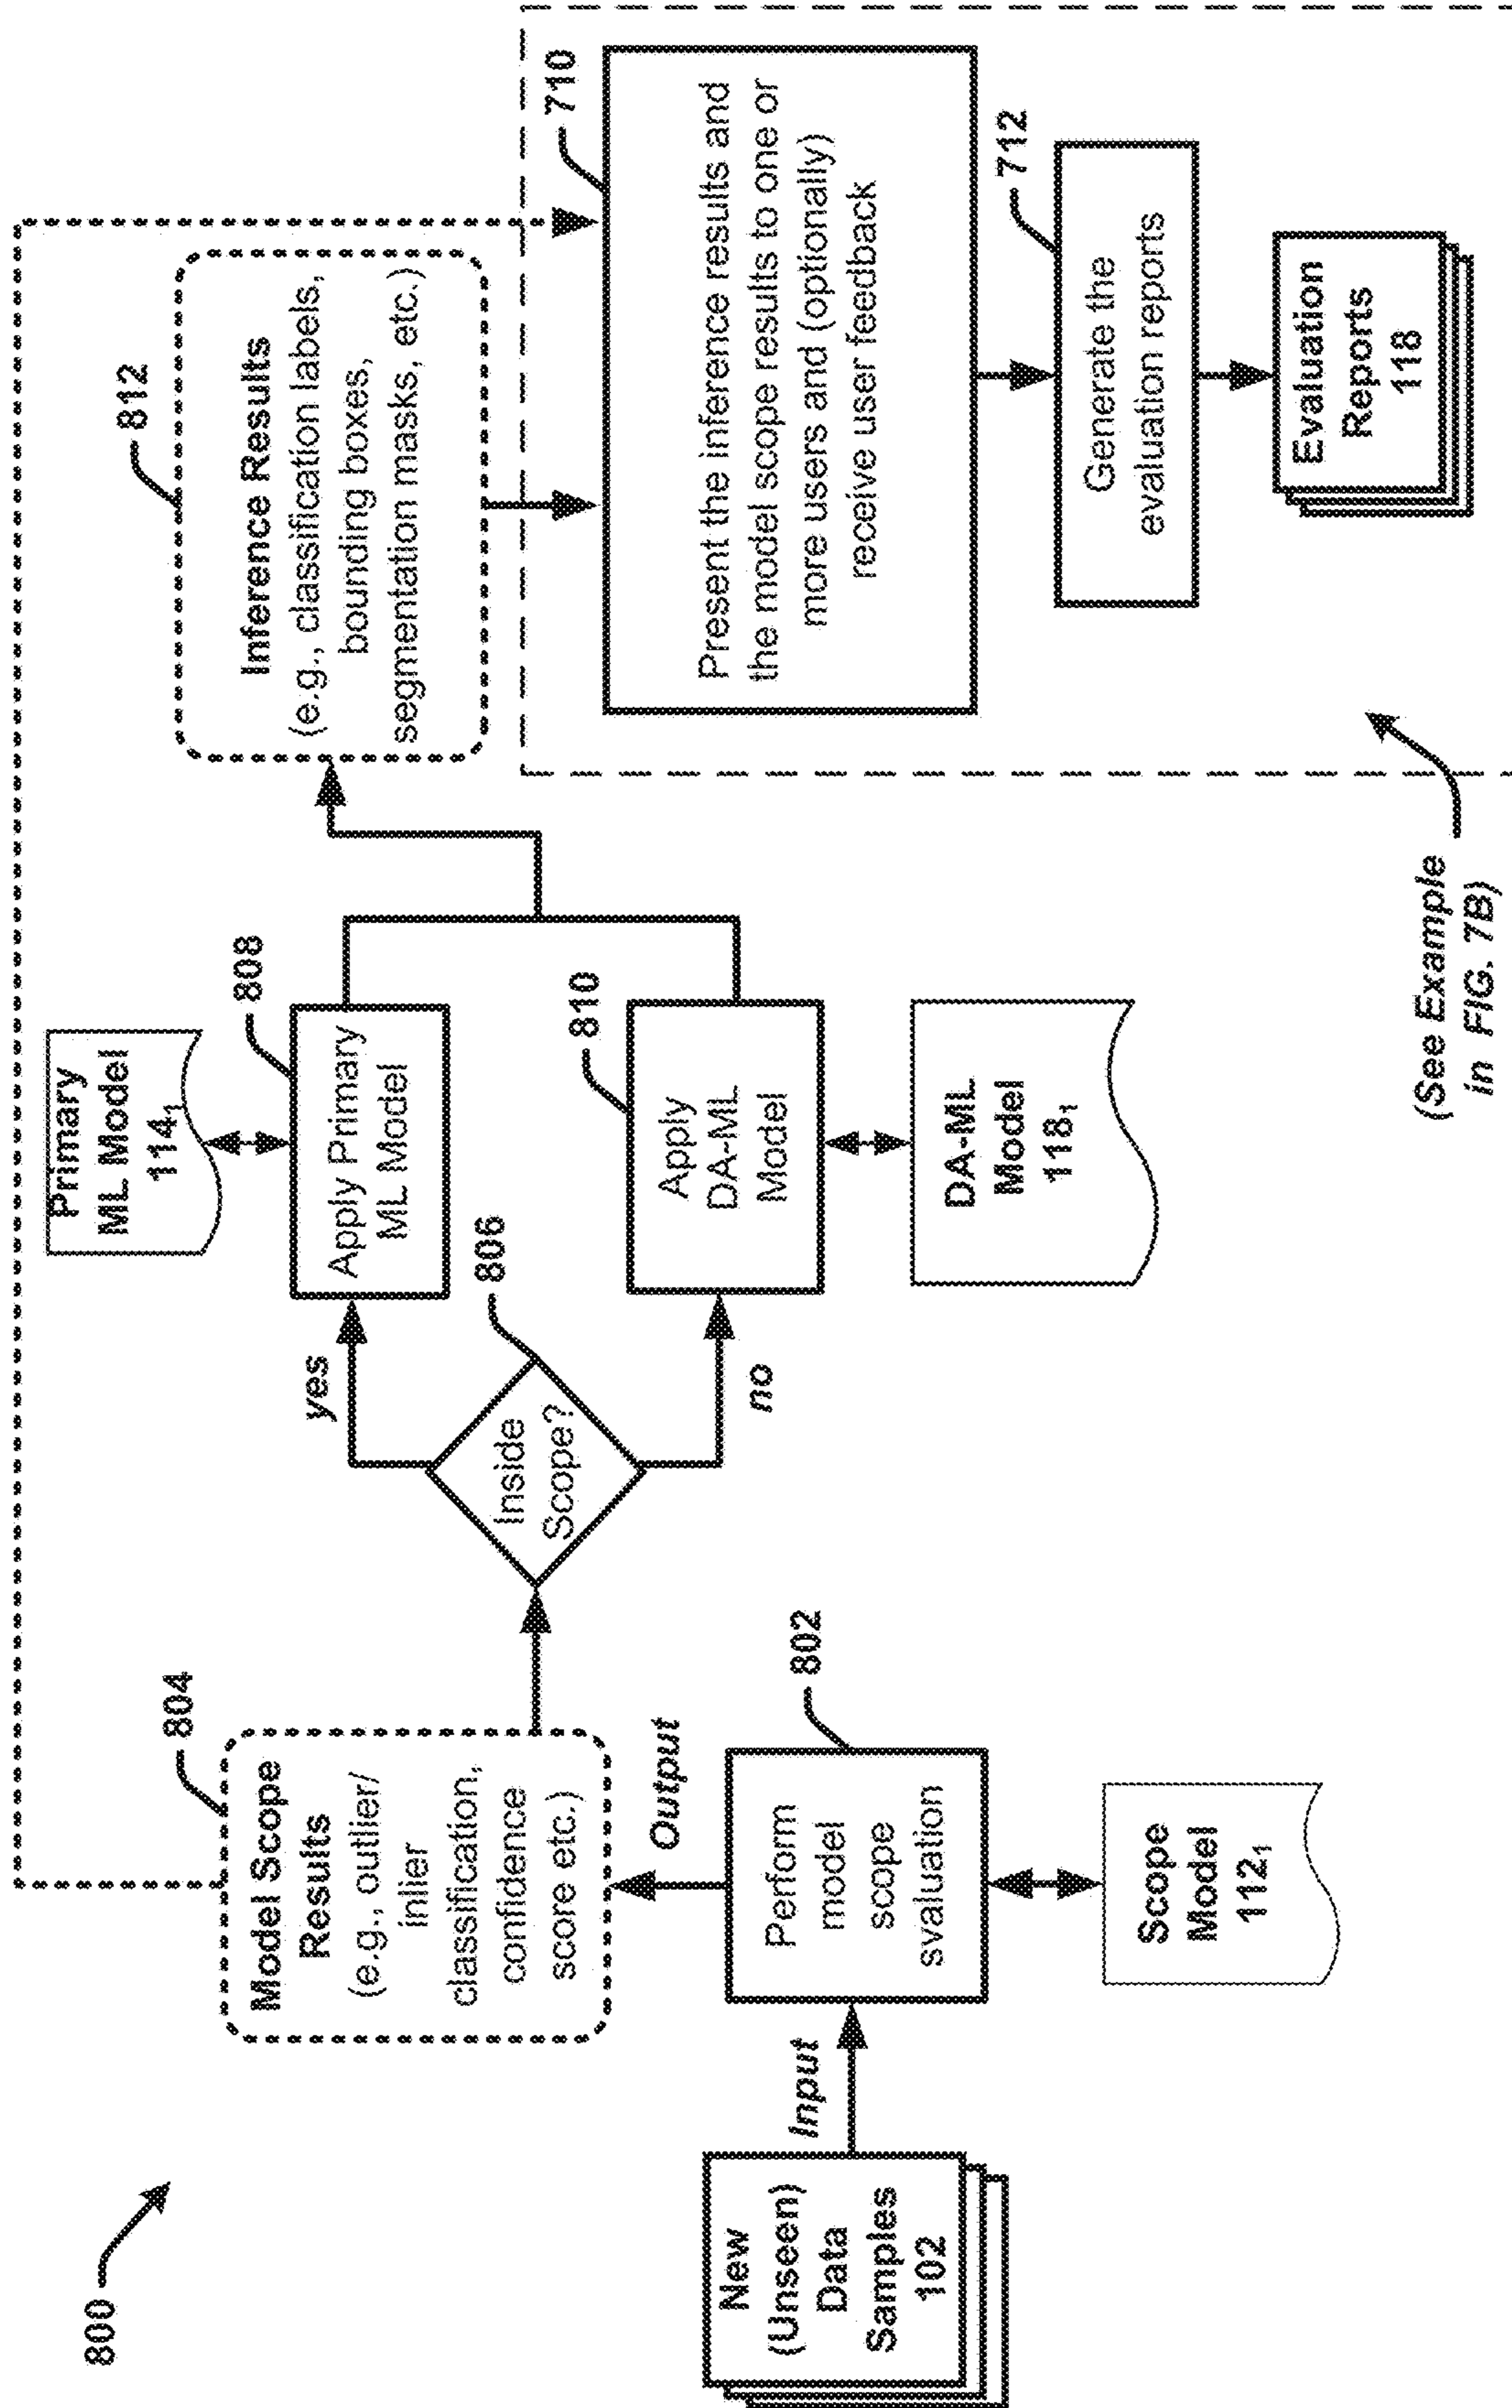 800
New
(Unseen)
Data
Samples
102
Input
Perform
model
scope
svaluation
802
Scope
Model
112₁
Output
804
Model Scope
Results
(e.g., outlier/
inlier
classification,
confidence
score etc.)
Inside
Scope?
806
yes
no
Primary
ML Model
114₁
808
Apply Primary
ML Model
810
Apply
DA-ML
Model
DA-ML
Model
118₁
812
Inference Results
(e.g., classification labels,
bounding boxes,
segmentation masks, etc.)
710
Present the inference results and
the model scope results to one or
more users and (optionally)
receive user feedback
712
Generate the
evaluation reports
Evaluation
Reports
118
(See Example
in FIG. 7B)